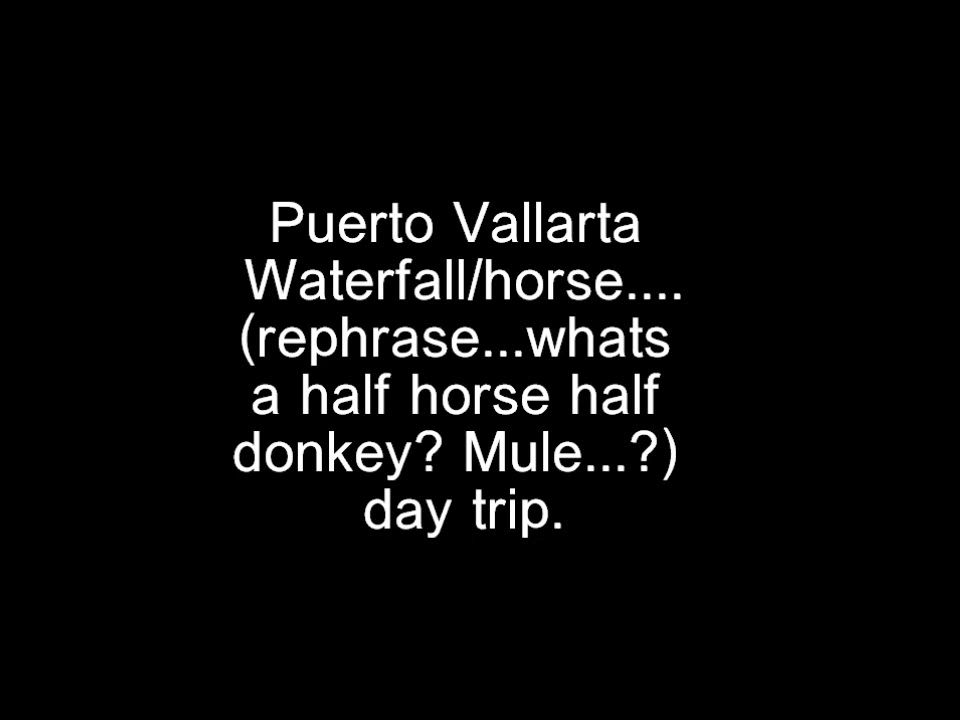 Puerto Vallarta
Waterfall/horse....
(rephrase...whats
a half horse half
donkey? Mule...?)
day trip.